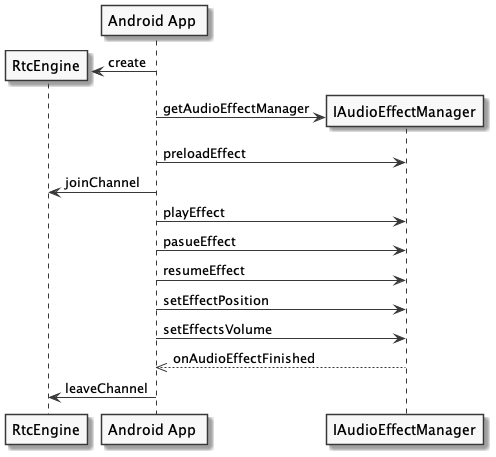 Android App
RtcEngine
create
getAudioEffectManager
IAudioEffectManager
preloadEffect
joinChannel
playEffect
pasueEffect
resumeEffect
setEffectPosition
setEffectsVolume
onAudioEffectFinished
leaveChannel
RtcEngine
Android App
IAudioEffectManager